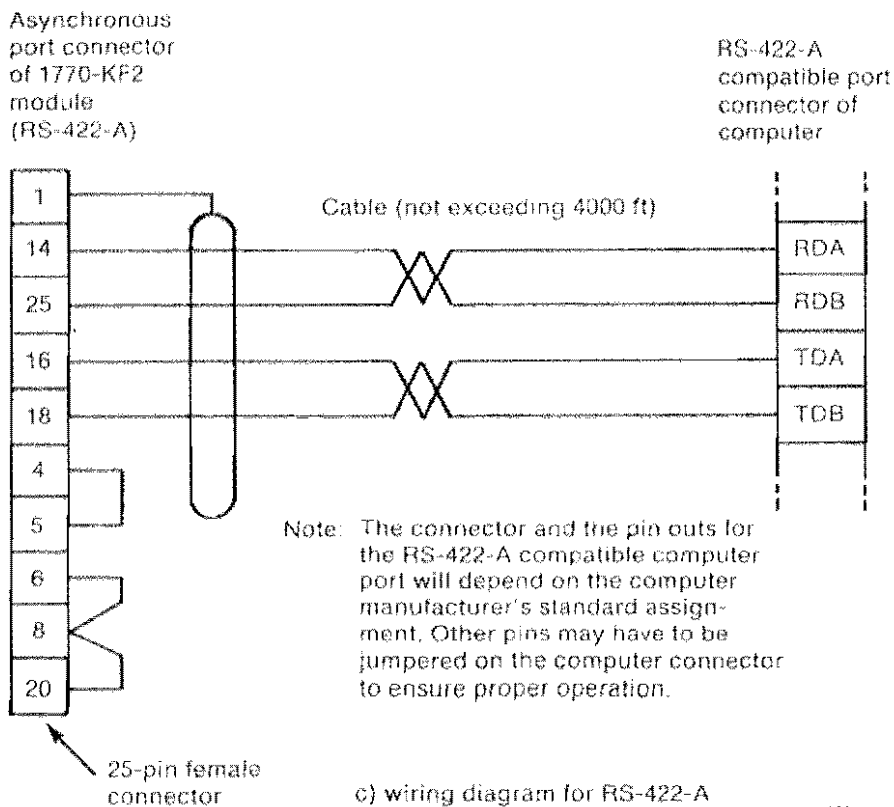 Asynchronous
port connector
of 1770-KF2
module
(RS-422-A)
RS-422-A
compatible port
connector of
computer
Cable (not exceeding 4000 ft)
1
14
25
16
18
4
5
6
8
20
RDA
RDB
TDA
TDB
Note: The connector and the pin outs for
the RS-422-A compatible computer
port will depend on the computer
manufacturer's standard assign-
ment. Other pins may have to be
jumpered on the computer connector
to ensure proper operation.
25-pin female
connector
c) wiring diagram for RS-422-A